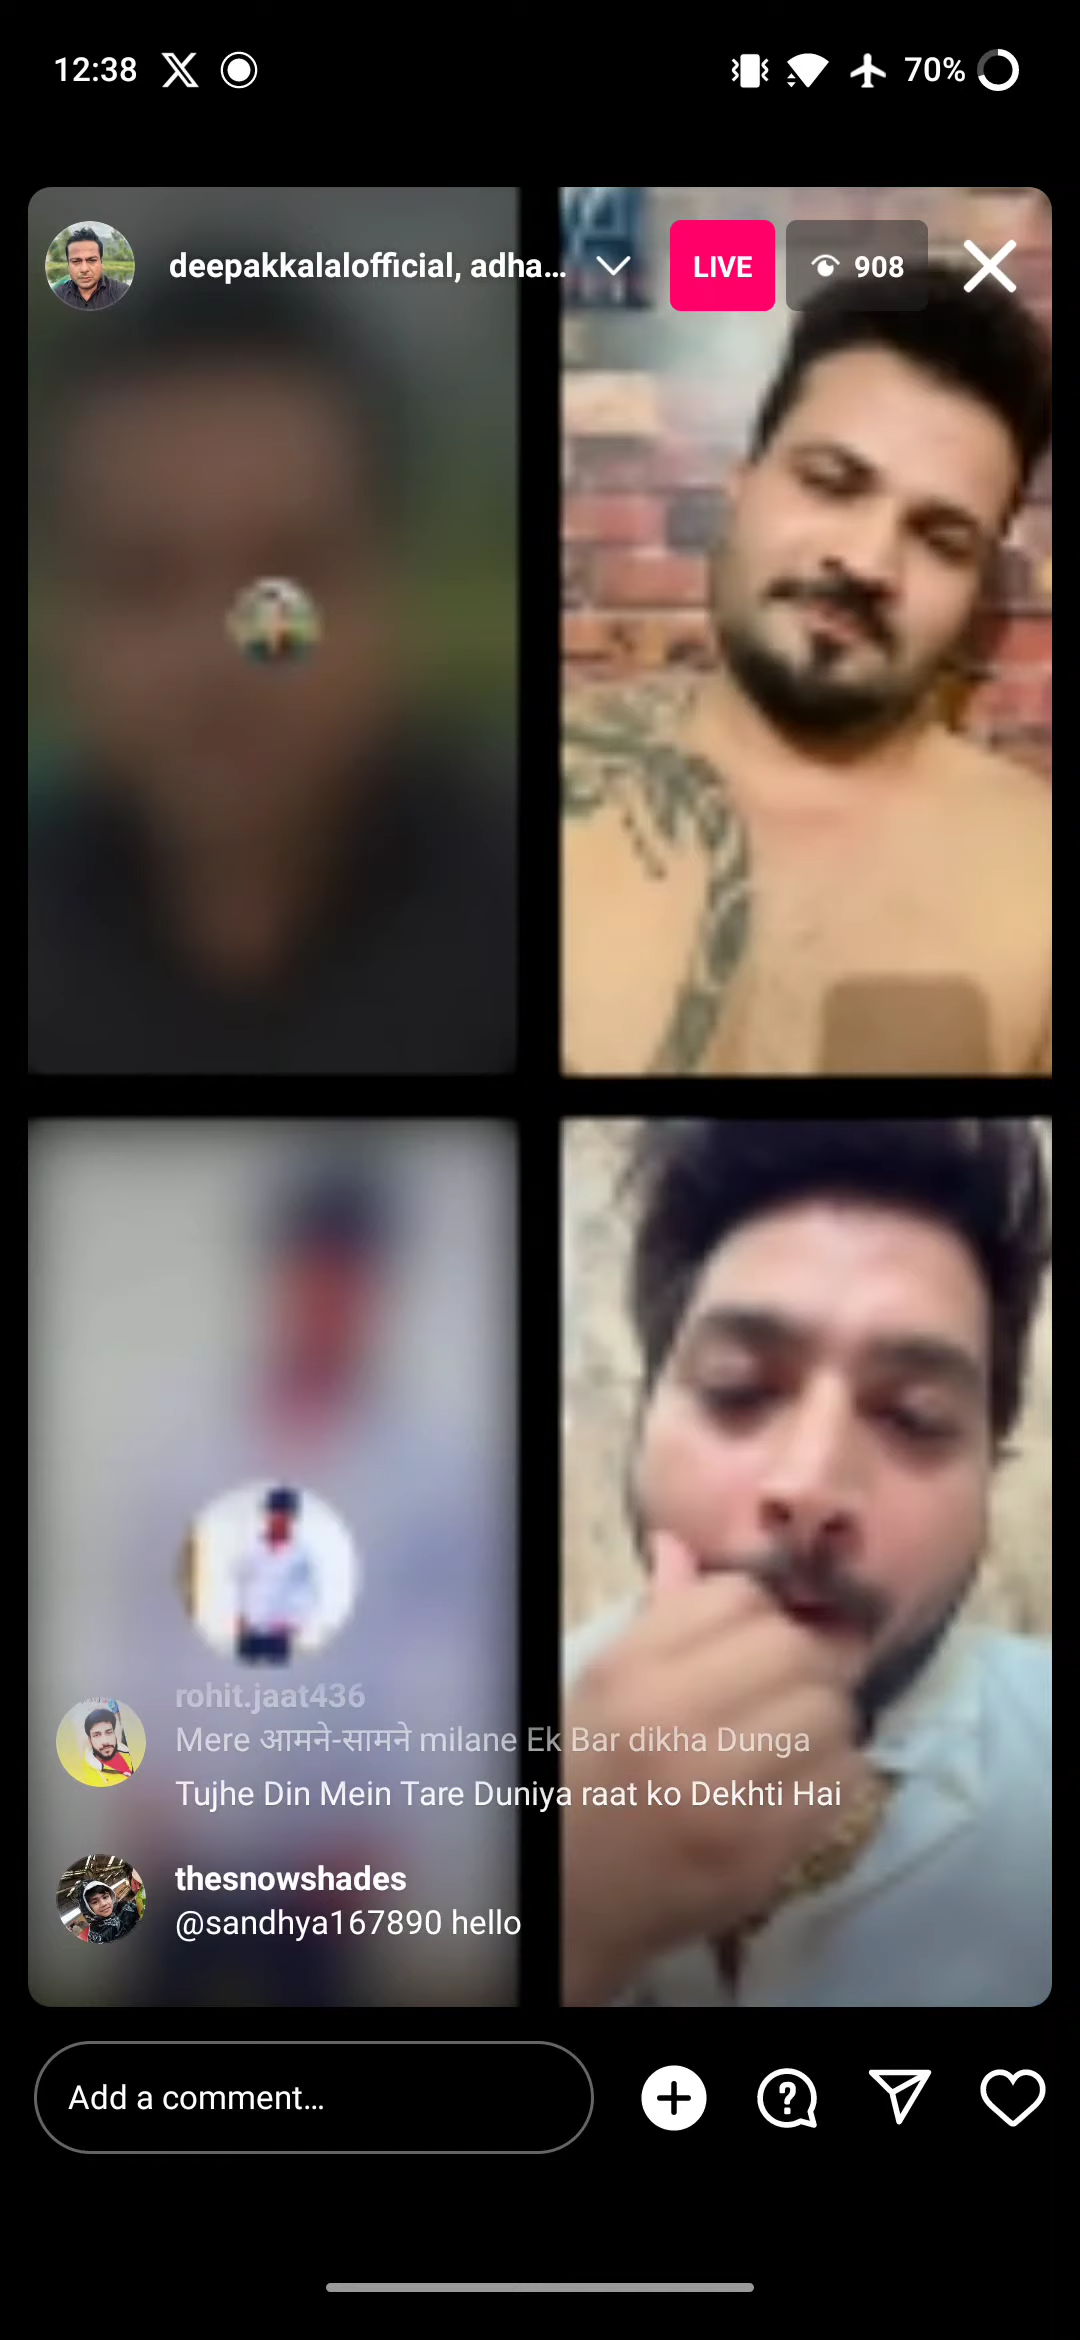 12:38
70%
deepakkalalofficial, adha...
LIVE
908
rohit.jaat436
Mere आमने-सामने milane Ek Bar dikha Dunga
Tujhe Din Mein Tare Duniya raat ko Dekhti Hai
thesnowshades
@sandhya167890 hello
Add a comment...